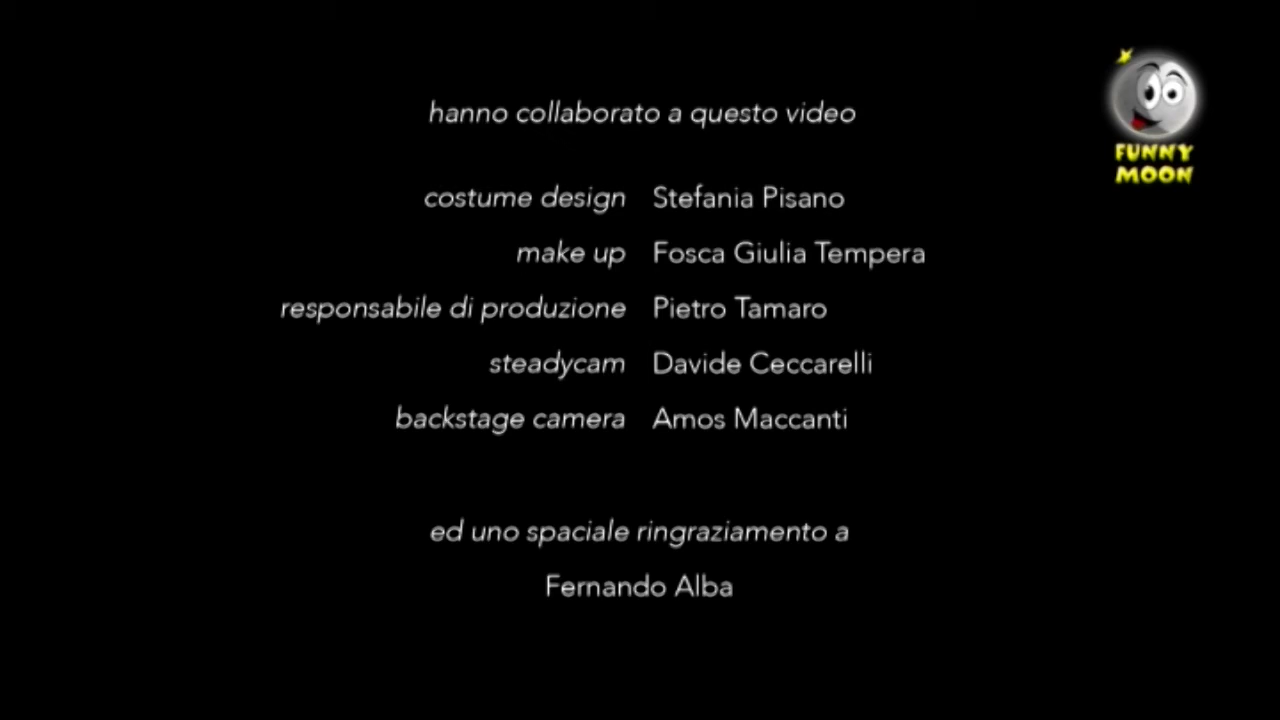 hanno collaborato a questo video
costume design Stefania Pisano
make up Fosca Giulia Tempera
responsabile di produzione Pietro Tamaro
steadycam Davide Ceccarelli
backstage camera Amos Maccanti
ed uno spaciale ringraziamento a
Fernando Alba
FUNNY
MOON